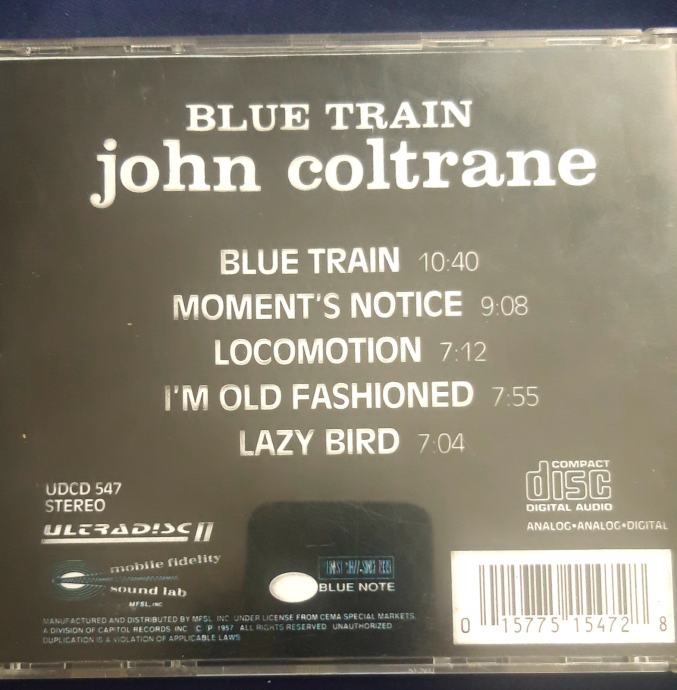 BLUE TRAIN
john coltrane
BLUE TRAIN 10:40
MOMENT'S NOTICE 9:08
LOCOMOTION 7:12
I'M OLD FASHIONED 7:55
LAZY BIRD 7:04
UDCD 547
STEREO
ULTRADISC II
mobile fidelity
sound lab
MFSL, INC
BLUE NOTE
COMPACT
disc
DIGITAL AUDIO
ANALOG•ANALOG•DIGITAL
0 15775 15472 8
MANUFACTURED AND DISTRIBUTED BY MFSL, INC UNDER LICENSE FROM CEMA SPECIAL MARKETS,
A DIVISION OF CAPITOL RECORDS INC C P 1957 ALL RIGHTS RESERVED UNAUTHORIZED
DUPLICATION IS A VIOLATION OF APPLICABLE LAWS